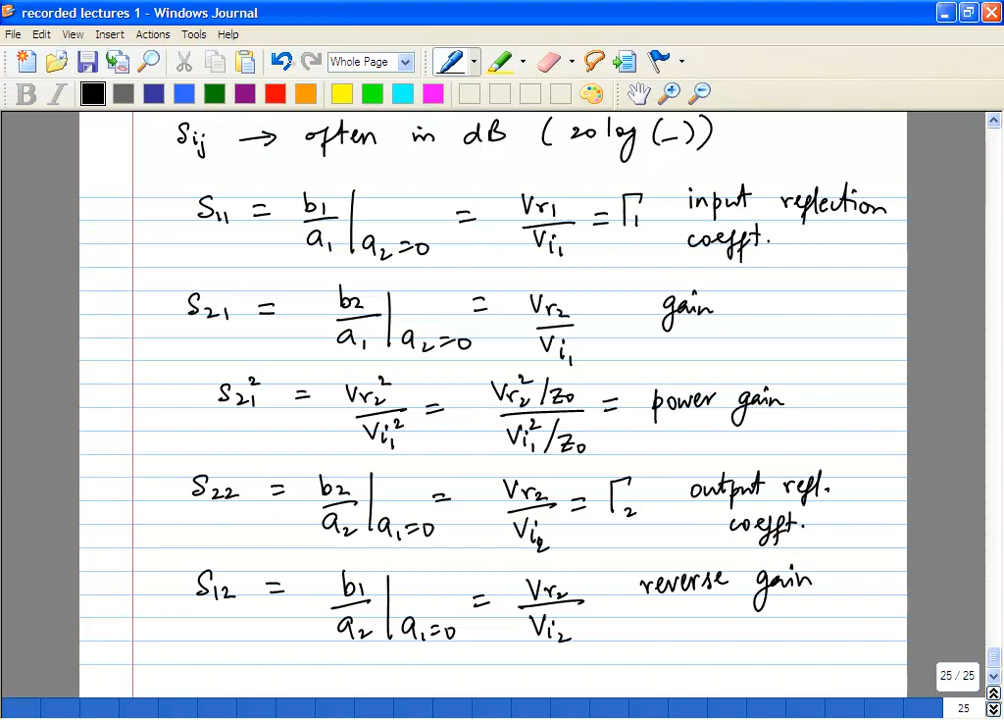 recorded lectures 1 - Windows Journal
File Edit View Insert Actions Tools Help
Whole Page
B I
Sij → often in dB (20 log (_))
S11 = b1/a1 |a2=0 = Vr1/Vi1 = Γ1 input reflection coefft.
S21 = b2/a1 |a2=0 = Vr2/Vi1 gain
S21² = Vr2²/Vi1² = (Vr2²/Z0)/(Vi1²/Z0) = power gain
S22 = b2/a2 |a1=0 = Vr2/Vi2 = Γ2 output refl. coefft.
S12 = b1/a2 |a1=0 = Vr2/Vi2 reverse gain
25 / 25
25